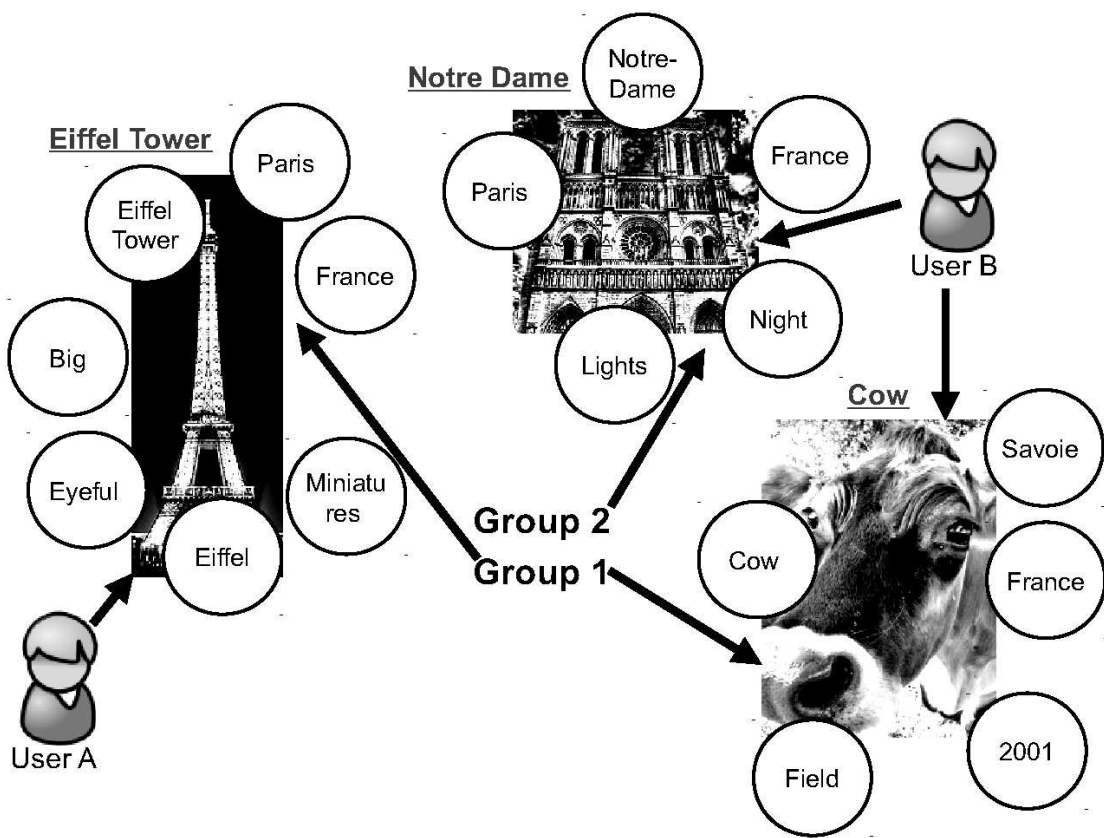 Eiffel Tower
Paris
Eiffel
Tower
France
Big
Eyeful
Miniatu
res
Eiffel
User A
Notre Dame
Notre-
Dame
France
Paris
Night
Lights
User B
Group 2
Group 1
Cow
Savoie
Cow
France
2001
Field